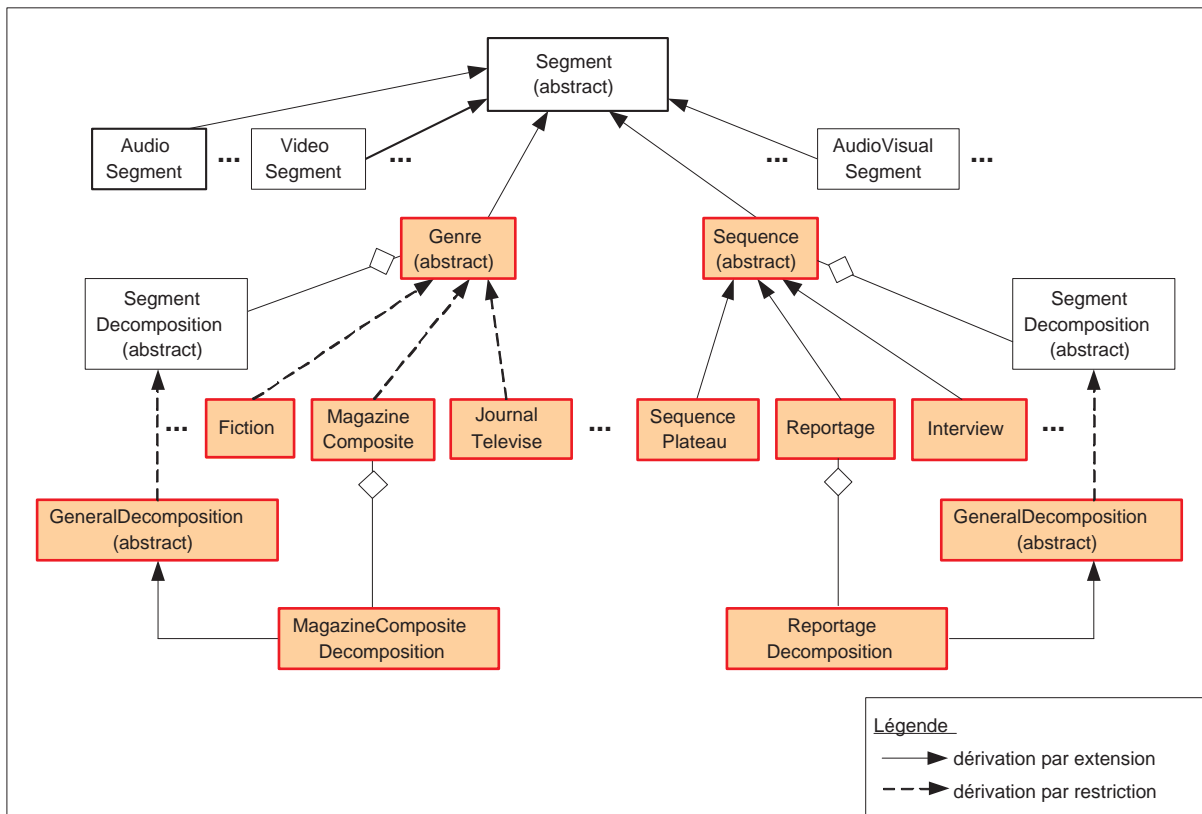 Segment
(abstract)
Audio
Segment
...
Video
Segment
...
...
AudioVisual
Segment
...
Genre
(abstract)
Sequence
(abstract)
Segment
Decomposition
(abstract)
Segment
Decomposition
(abstract)
...
Fiction
Magazine
Composite
Journal
Televise
...
Sequence
Plateau
Reportage
Interview
...
GeneralDecomposition
(abstract)
GeneralDecomposition
(abstract)
MagazineComposite
Decomposition
Reportage
Decomposition
Légende
dérivation par extension
dérivation par restriction